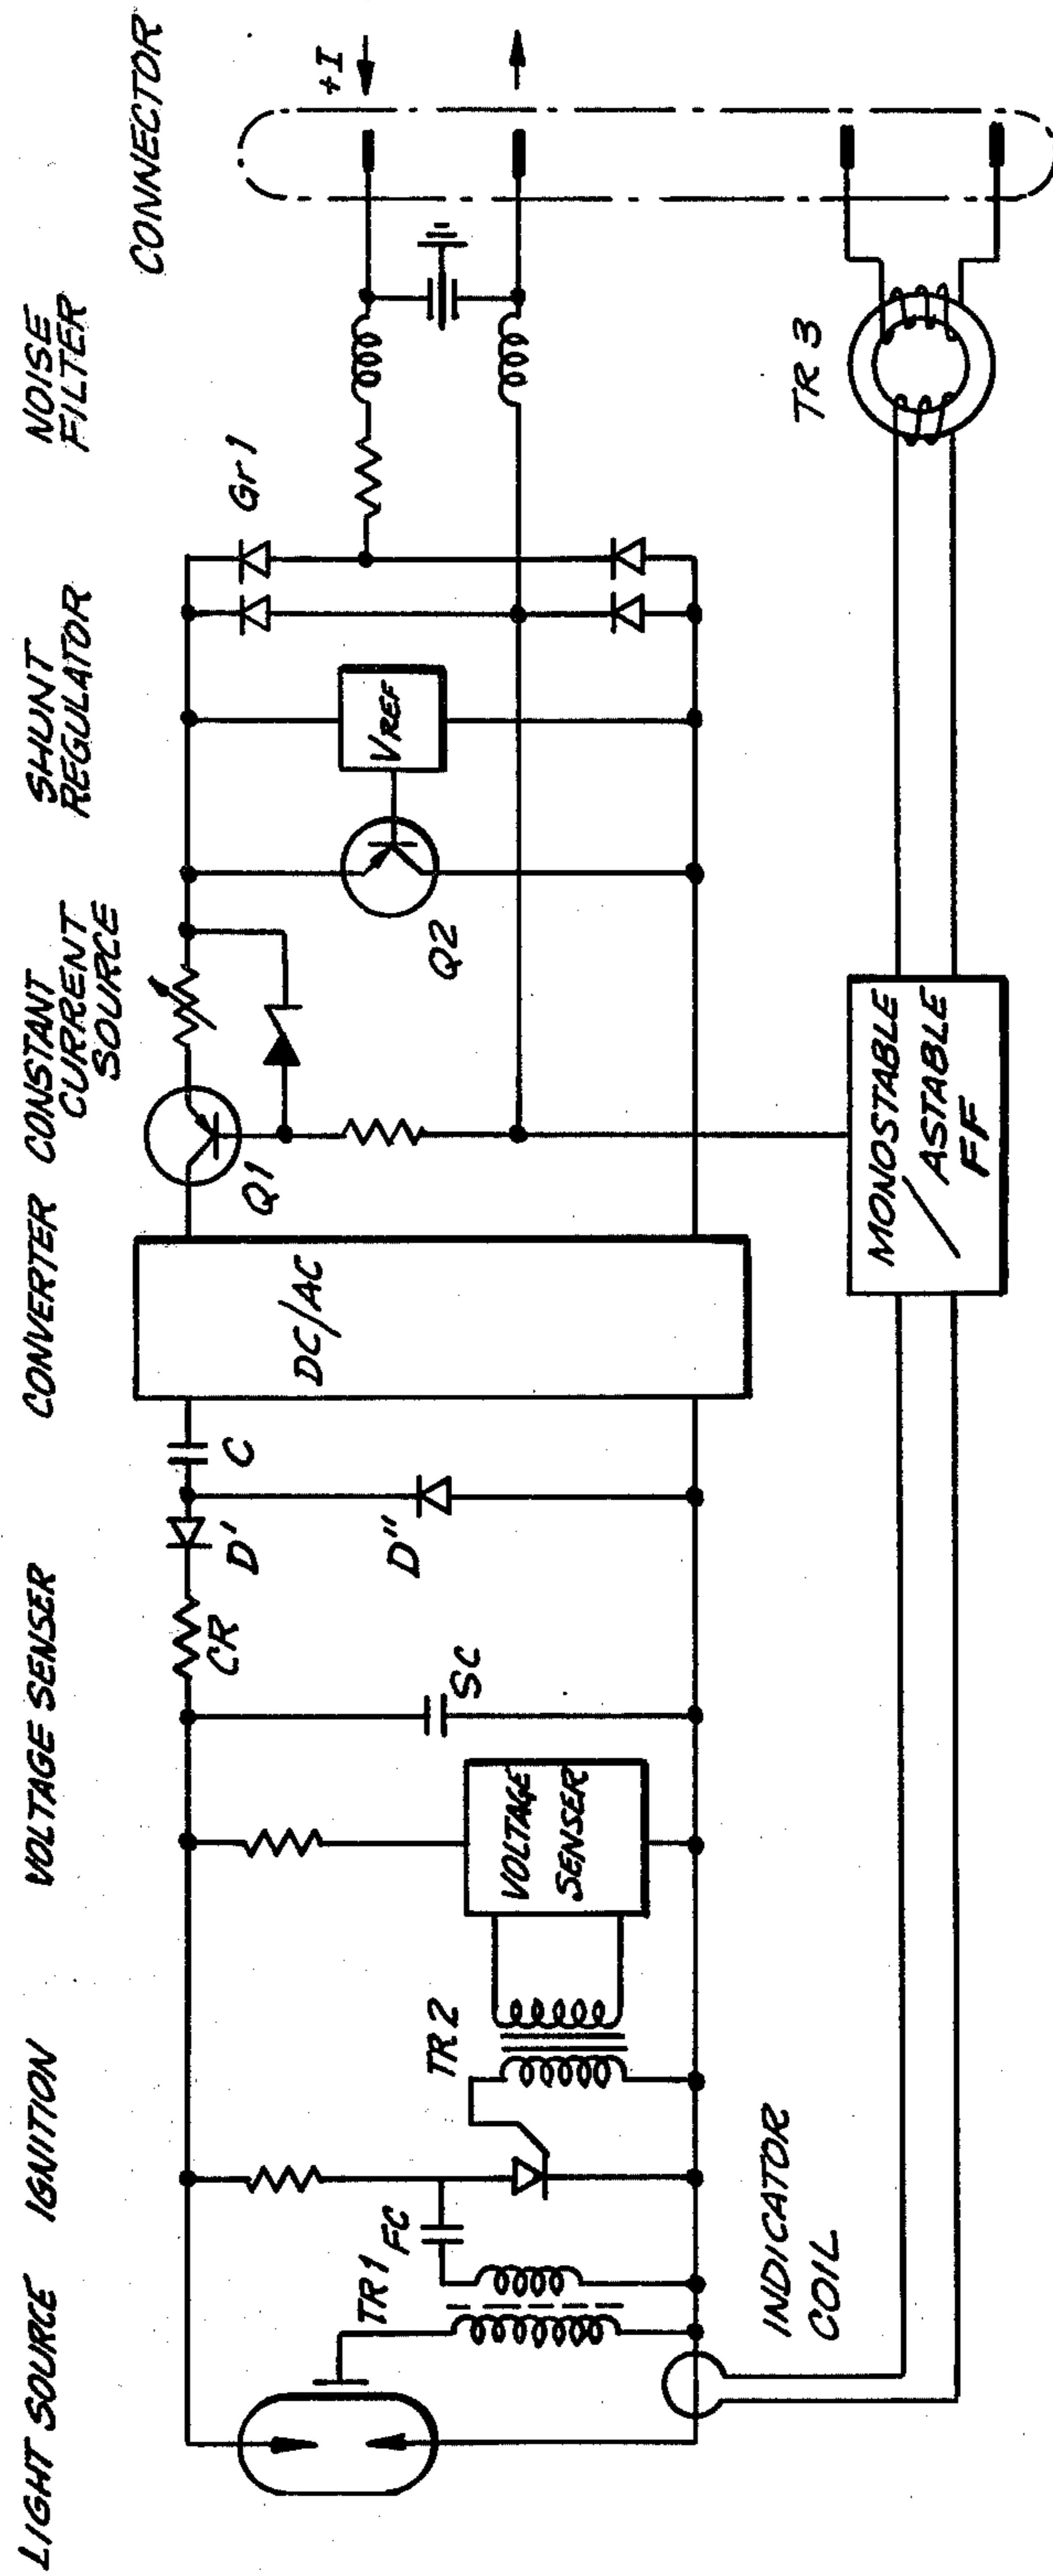 LIGHT SOURCE
IGNITION
VOLTAGE SENSER
CONVERTER
CONSTANT
CURRENT
SOURCE
SHUNT
REGULATOR
NOISE
FILTER
CONNECTOR
+I
Gr 1
Q1
Q2
VREF
DC/AC
C
D'
D"
CR
SC
VOLTAGE
SENSER
TR 2
TR 1
FC
INDICATOR
COIL
MONOSTABLE
/ASTABLE
FF
TR 3